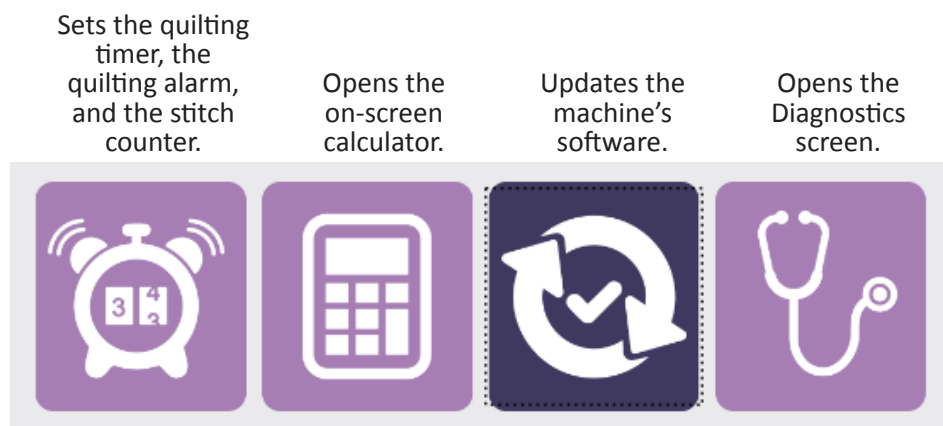 Sets the quilting
timer, the
quilting alarm,
and the stitch
counter.
Opens the
on-screen
calculator.
Updates the
machine's
software.
Opens the
Diagnostics
screen.
3 4
3